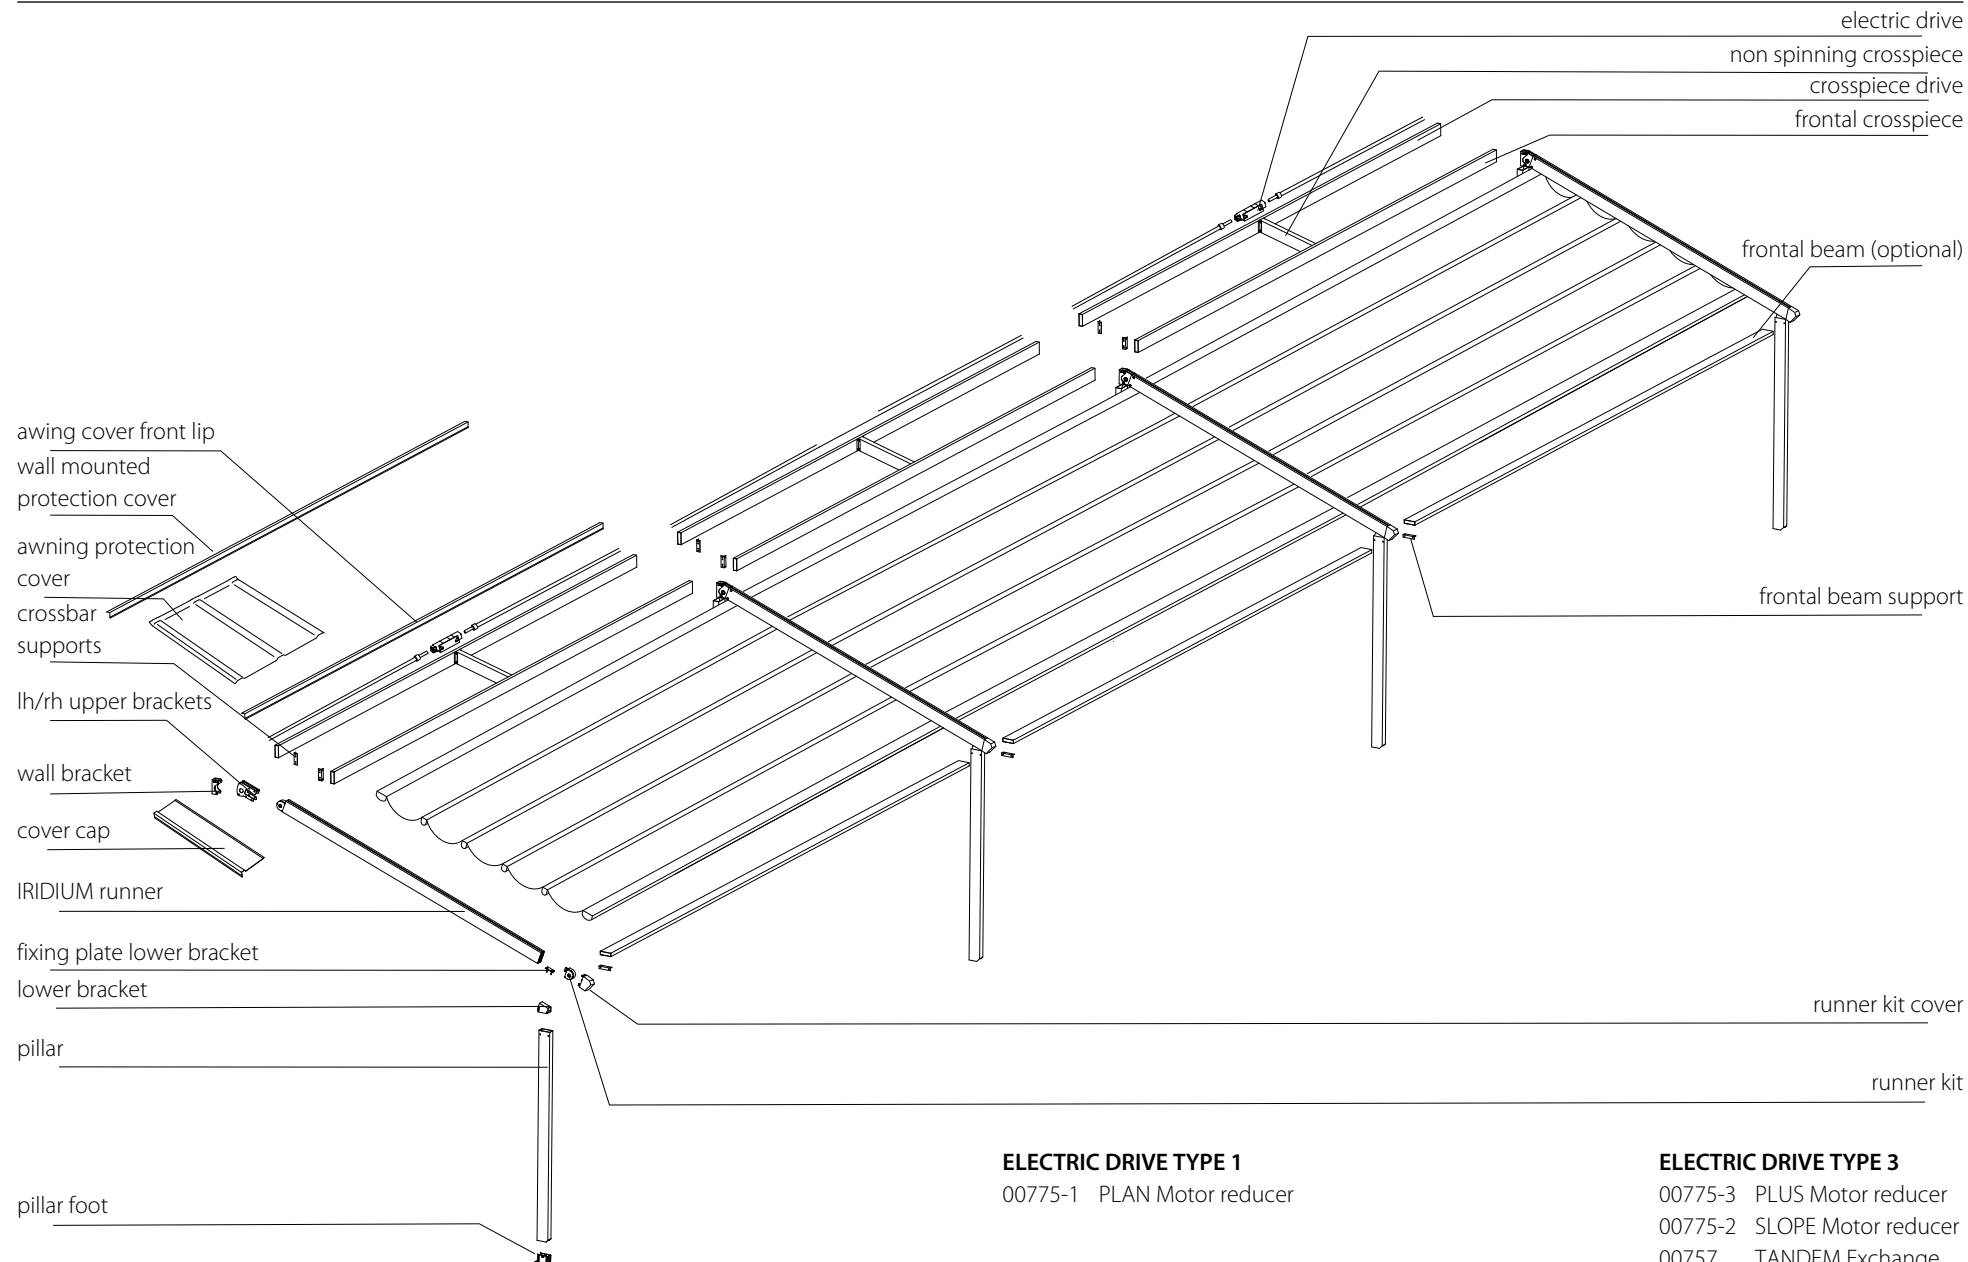 electric drive
non spinning crosspiece
crosspiece drive
frontal crosspiece
frontal beam (optional)
awing cover front lip
wall mounted
protection cover
awning protection
cover
crossbar
supports
lh/rh upper brackets
wall bracket
cover cap
IRIDIUM runner
fixing plate lower bracket
lower bracket
pillar
pillar foot
frontal beam support
runner kit cover
runner kit
ELECTRIC DRIVE TYPE 1
00775-1 PLAN Motor reducer
ELECTRIC DRIVE TYPE 3
00775-3 PLUS Motor reducer
00775-2 SLOPE Motor reducer
00757 TANDEM Exchange